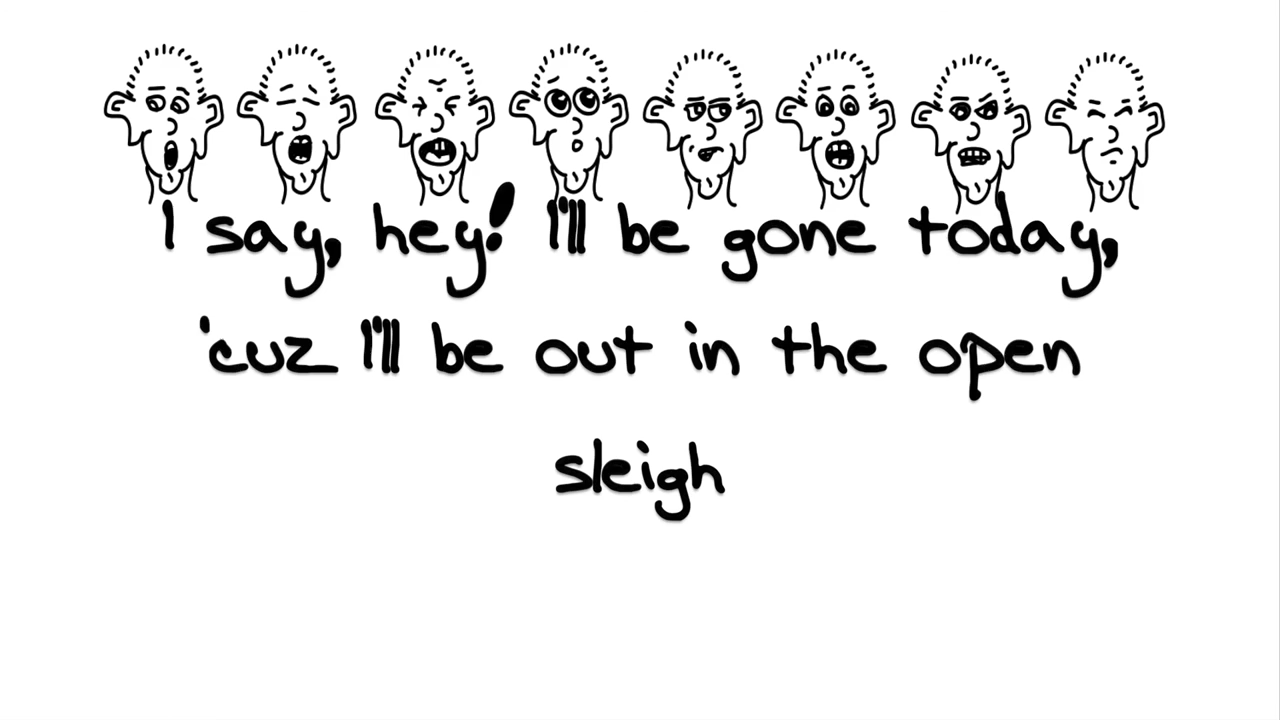 I say, hey! I'll be gone today,
'cuz I'll be out in the open
sleigh